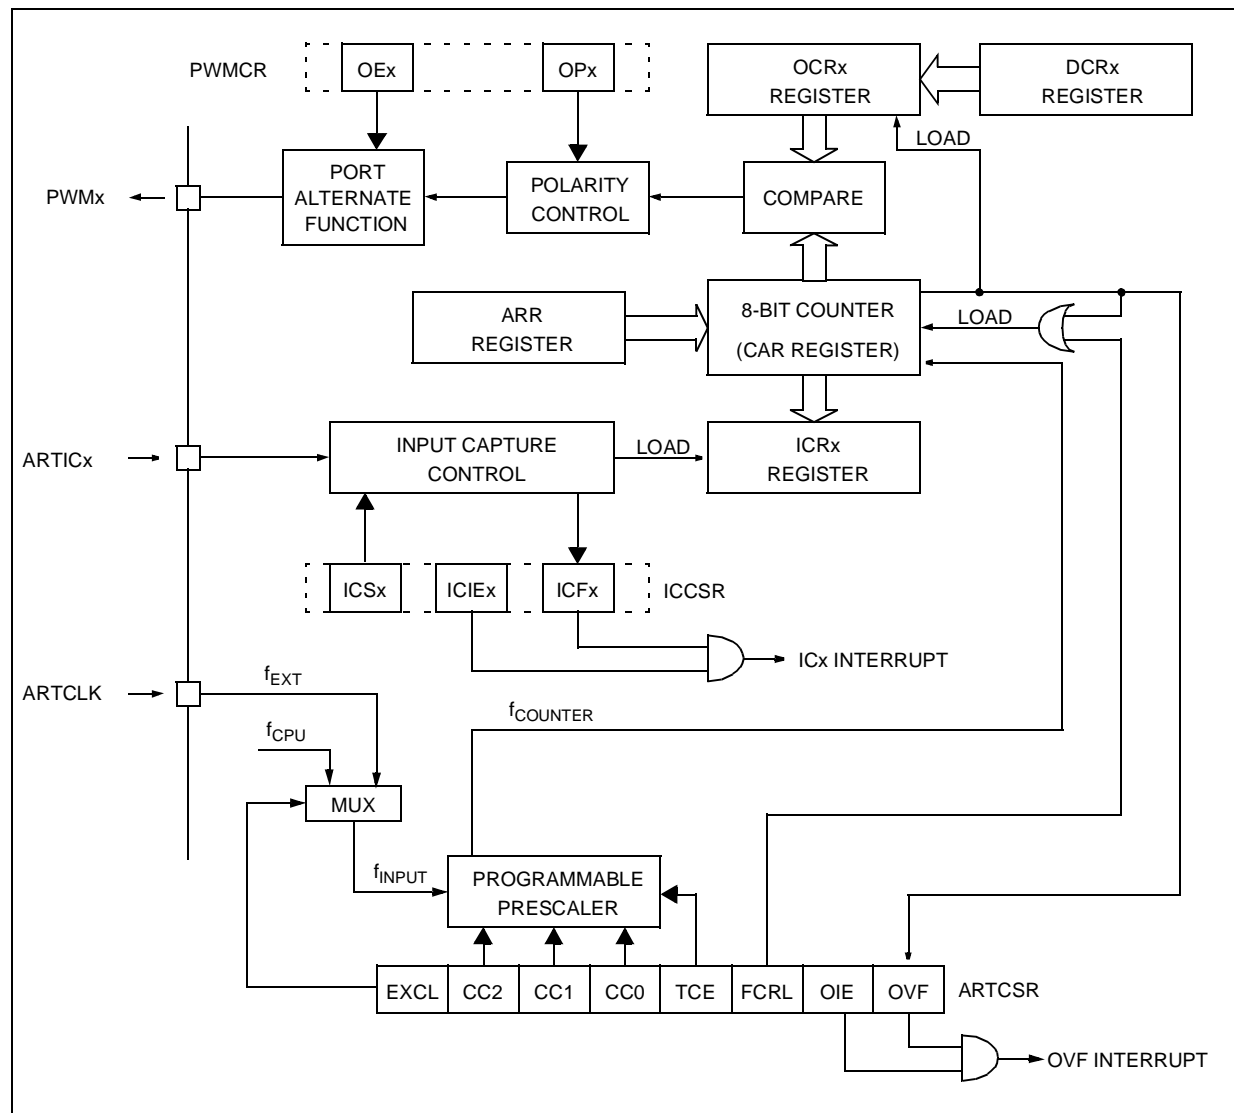 PWMCR
OEx
OPx
OCRx
REGISTER
DCRx
REGISTER
LOAD
PWMx
PORT
ALTERNATE
FUNCTION
POLARITY
CONTROL
COMPARE
ARR
REGISTER
8-BIT COUNTER
(CAR REGISTER)
LOAD
ARTICx
INPUT CAPTURE
CONTROL
LOAD
ICRx
REGISTER
ICSx
ICIEx
ICFx
ICCSR
ICx INTERRUPT
ARTCLK
fEXT
fCPU
fCOUNTER
MUX
fINPUT
PROGRAMMABLE
PRESCALER
EXCL
CC2
CC1
CC0
TCE
FCRL
OIE
OVF
ARTCSR
OVF INTERRUPT